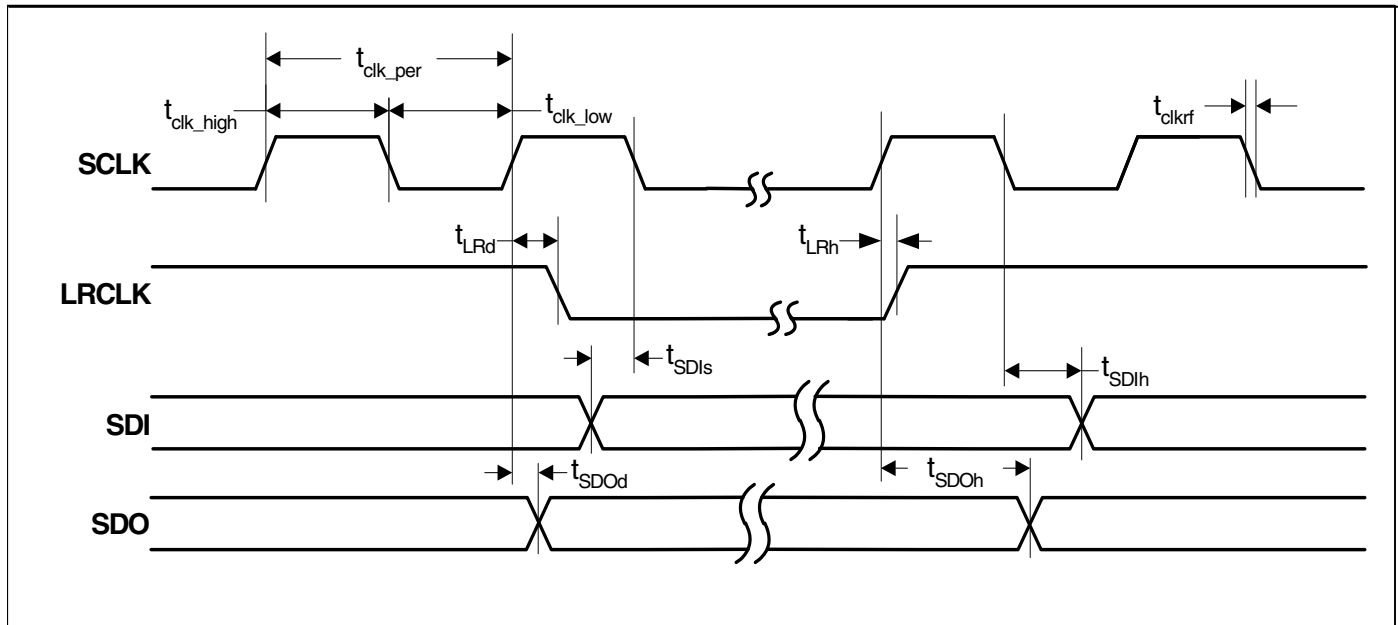 t_clk_per
t_clk_high
t_clk_low
t_clkrf
SCLK
t_LRd
t_LRh
LRCLK
t_SDIs
t_SDIh
SDI
t_SDOd
t_SDOh
SDO